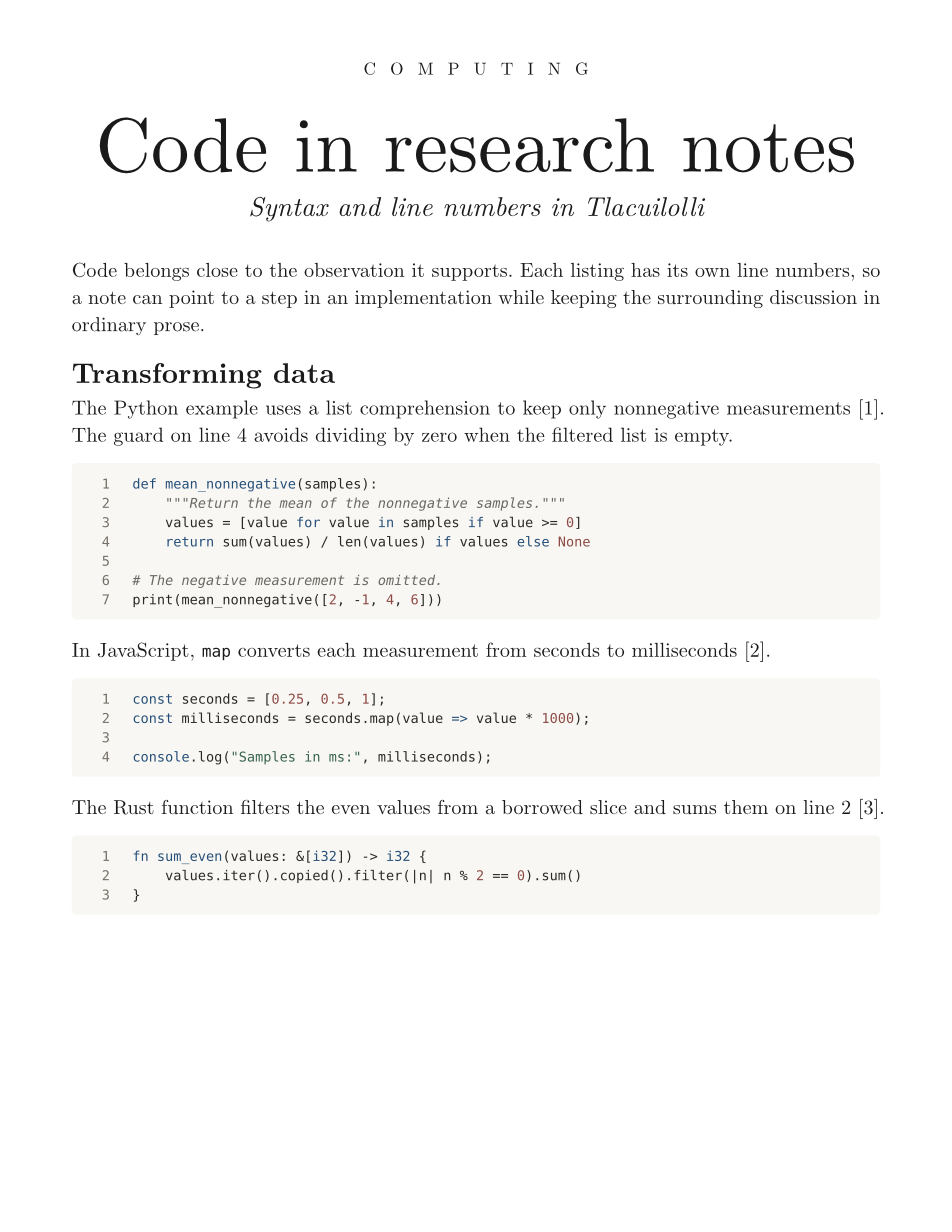 COMPUTING
Code in research notes
Syntax and line numbers in Tlacuilolli
Code belongs close to the observation it supports. Each listing has its own line numbers, so
a note can point to a step in an implementation while keeping the surrounding discussion in
ordinary prose.
Transforming data
The Python example uses a list comprehension to keep only nonnegative measurements [1].
The guard on line 4 avoids dividing by zero when the filtered list is empty.
1 def mean_nonnegative(samples):
2     """Return the mean of the nonnegative samples."""
3     values = [value for value in samples if value >= 0]
4     return sum(values) / len(values) if values else None
5
6 # The negative measurement is omitted.
7 print(mean_nonnegative([2, -1, 4, 6]))
In JavaScript, map converts each measurement from seconds to milliseconds [2].
1 const seconds = [0.25, 0.5, 1];
2 const milliseconds = seconds.map(value => value * 1000);
3
4 console.log("Samples in ms:", milliseconds);
The Rust function filters the even values from a borrowed slice and sums them on line 2 [3].
1 fn sum_even(values: &[i32]) -> i32 {
2     values.iter().copied().filter(|n| n % 2 == 0).sum()
3 }